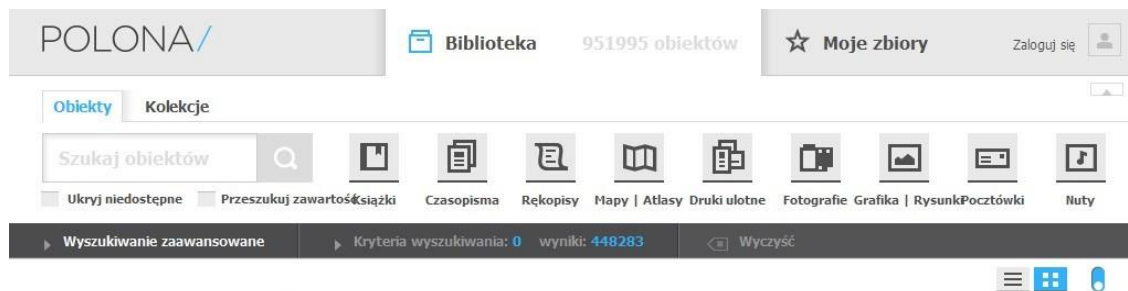 POLONA/ Biblioteka 951995 obiektów Moje zbiory Zaloguj się
Obiekty Kolekcje
Szukaj obiektów
Ukryj niedostępne Przeszukuj zawartość Książki Czasopisma Rękopisy Mapy | Atlasy Druki ulotne Fotografie Grafika | Rysunki Pocztówki Nuty
Wyszukiwanie zaawansowane Kryteria wyszukiwania: 0 wyniki: 448283 Wyczyść